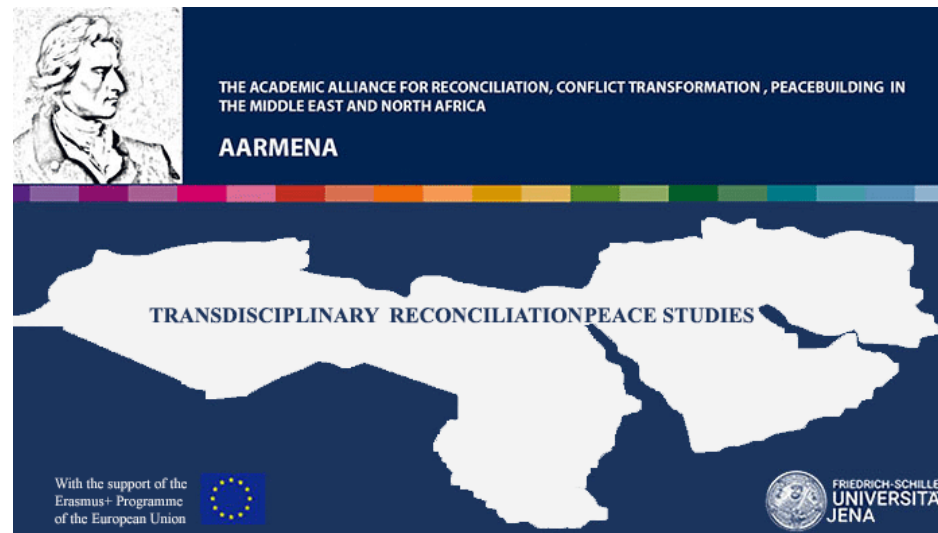 THE ACADEMIC ALLIANCE FOR RECONCILIATION, CONFLICT TRANSFORMATION , PEACEBUILDING IN
THE MIDDLE EAST AND NORTH AFRICA
AARMENA
TRANSDISCIPLINARY RECONCILIATIONPEACE STUDIES
With the support of the
Erasmus+ Programme
of the European Union
FRIEDRICH-SCHILLE
UNIVERSITÄ
JENA